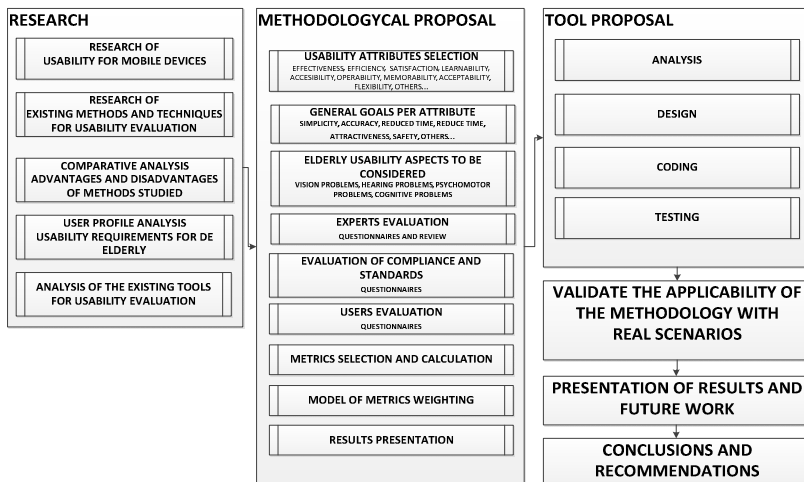 RESEARCH
RESEARCH OF
USABILITY FOR MOBILE DEVICES
RESEARCH OF
EXISTING METHODS AND TECHNIQUES
FOR USABILITY EVALUATION
COMPARATIVE ANALYSIS
ADVANTAGES AND DISADVANTAGES
OF METHODS STUDIED
USER PROFILE ANALYSIS
USABILITY REQUIREMENTS FOR DE
ELDERLY
ANALYSIS OF THE EXISTING TOOLS
FOR USABILITY EVALUATION
METHODOLOGYCAL PROPOSAL
USABILITY ATTRIBUTES SELECTION
EFFECTIVENESS, EFFICIENCY, SATISFACTION, LEARNABILITY,
ACCESIBILITY, OPERABILITY, MEMORABILITY, ACCEPTABILITY,
FLEXIBILITY, OTHERS...
GENERAL GOALS PER ATTRIBUTE
SIMPLICITY, ACCURACY, REDUCED TIME, REDUCE TIME,
ATTRACTIVENESS, SAFETY, OTHERS...
ELDERLY USABILITY ASPECTS TO BE
CONSIDERED
VISION PROBLEMS, HEARING PROBLEMS, PSYCHOMOTOR
PROBLEMS, COGNITIVE PROBLEMS
EXPERTS EVALUATION
QUESTIONNAIRES AND REVIEW
EVALUATION OF COMPLIANCE AND
STANDARDS
QUESTIONNAIRES
USERS EVALUATION
QUESTIONNAIRES
METRICS SELECTION AND CALCULATION
MODEL OF METRICS WEIGHTING
RESULTS PRESENTATION
TOOL PROPOSAL
ANALYSIS
DESIGN
CODING
TESTING
VALIDATE THE APPLICABILITY OF
THE METHODOLOGY WITH
REAL SCENARIOS
PRESENTATION OF RESULTS AND
FUTURE WORK
CONCLUSIONS AND
RECOMMENDATIONS